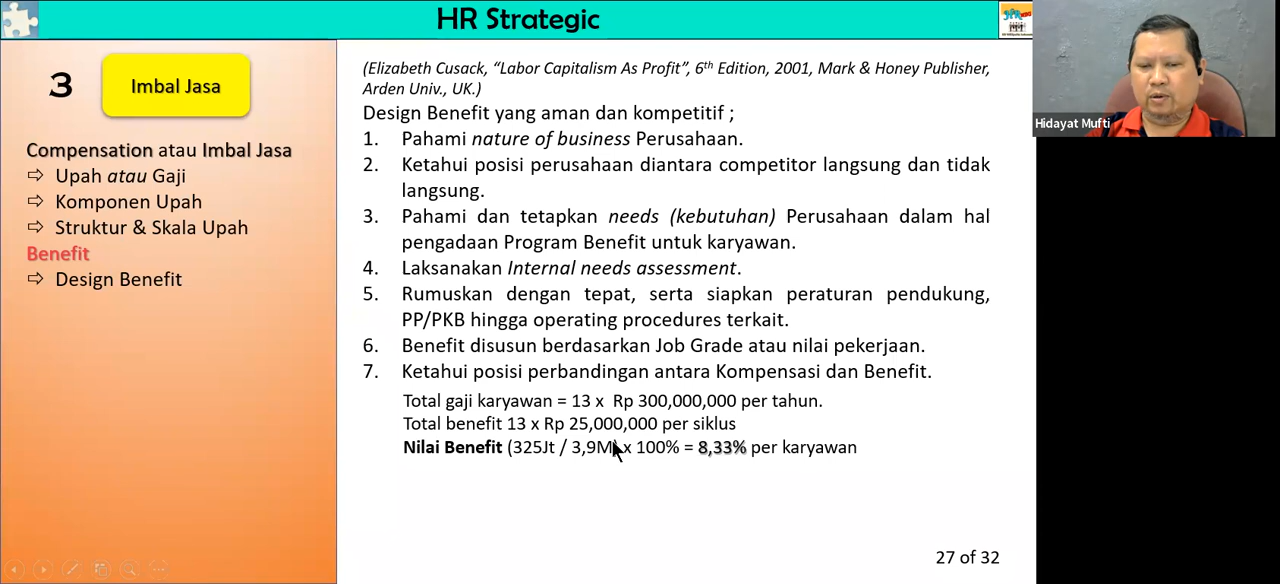 HR Strategic
3
Imbal Jasa
Compensation atau Imbal Jasa
⇨ Upah atau Gaji
⇨ Komponen Upah
⇨ Struktur & Skala Upah
Benefit
⇨ Design Benefit
(Elizabeth Cusack, “Labor Capitalism As Profit”, 6th Edition, 2001, Mark & Honey Publisher,
Arden Univ., UK.)
Design Benefit yang aman dan kompetitif ;
1. Pahami nature of business Perusahaan.
2. Ketahui posisi perusahaan diantara competitor langsung dan tidak
langsung.
3. Pahami dan tetapkan needs (kebutuhan) Perusahaan dalam hal
pengadaan Program Benefit untuk karyawan.
4. Laksanakan Internal needs assessment.
5. Rumuskan dengan tepat, serta siapkan peraturan pendukung,
PP/PKB hingga operating procedures terkait.
6. Benefit disusun berdasarkan Job Grade atau nilai pekerjaan.
7. Ketahui posisi perbandingan antara Kompensasi dan Benefit.
Total gaji karyawan = 13 x Rp 300,000,000 per tahun.
Total benefit 13 x Rp 25,000,000 per siklus
Nilai Benefit (325Jt / 3,9M) x 100% = 8,33% per karyawan
27 of 32
Hidayat Mufti